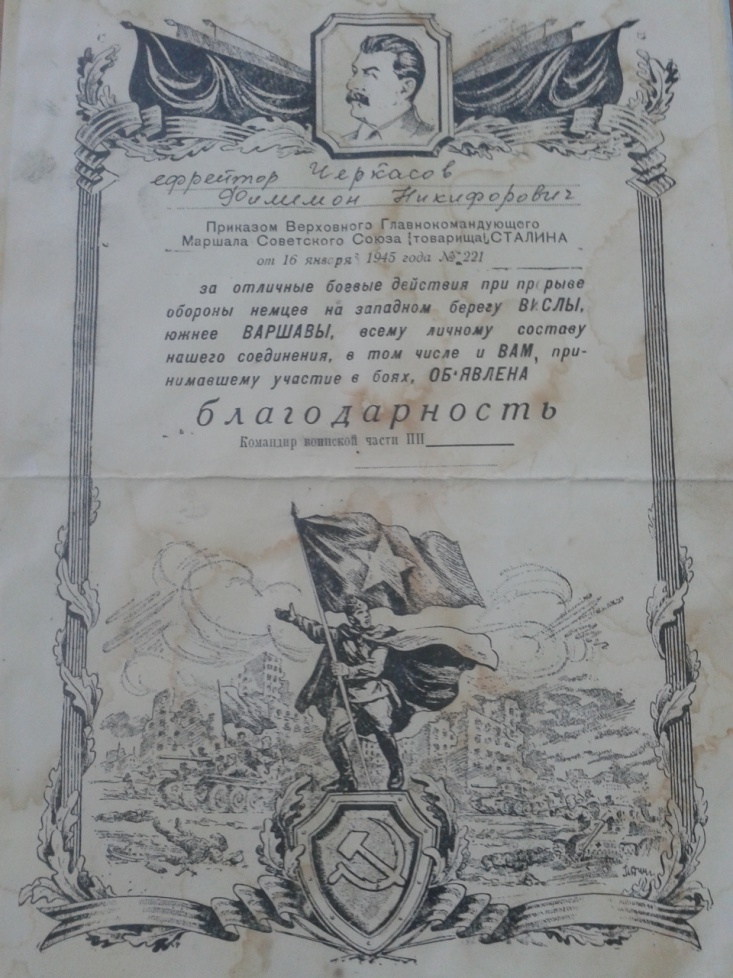 ефрейтор Черкасов
Филимон Никифорович
Приказом Верховного Главнокомандующего
Маршала Советского Союза [товарища] СТАЛИНА
от 16 января 1945 года № 221
за отличные боевые действия при прорыве
обороны немцев на западном берегу ВИСЛЫ,
южнее ВАРШАВЫ, всему личному составу
нашего соединения, в том числе и ВАМ, при-
нимавшему участие в боях, ОБ'ЯВЛЕНА
благодарность
Командир воинской части ПП